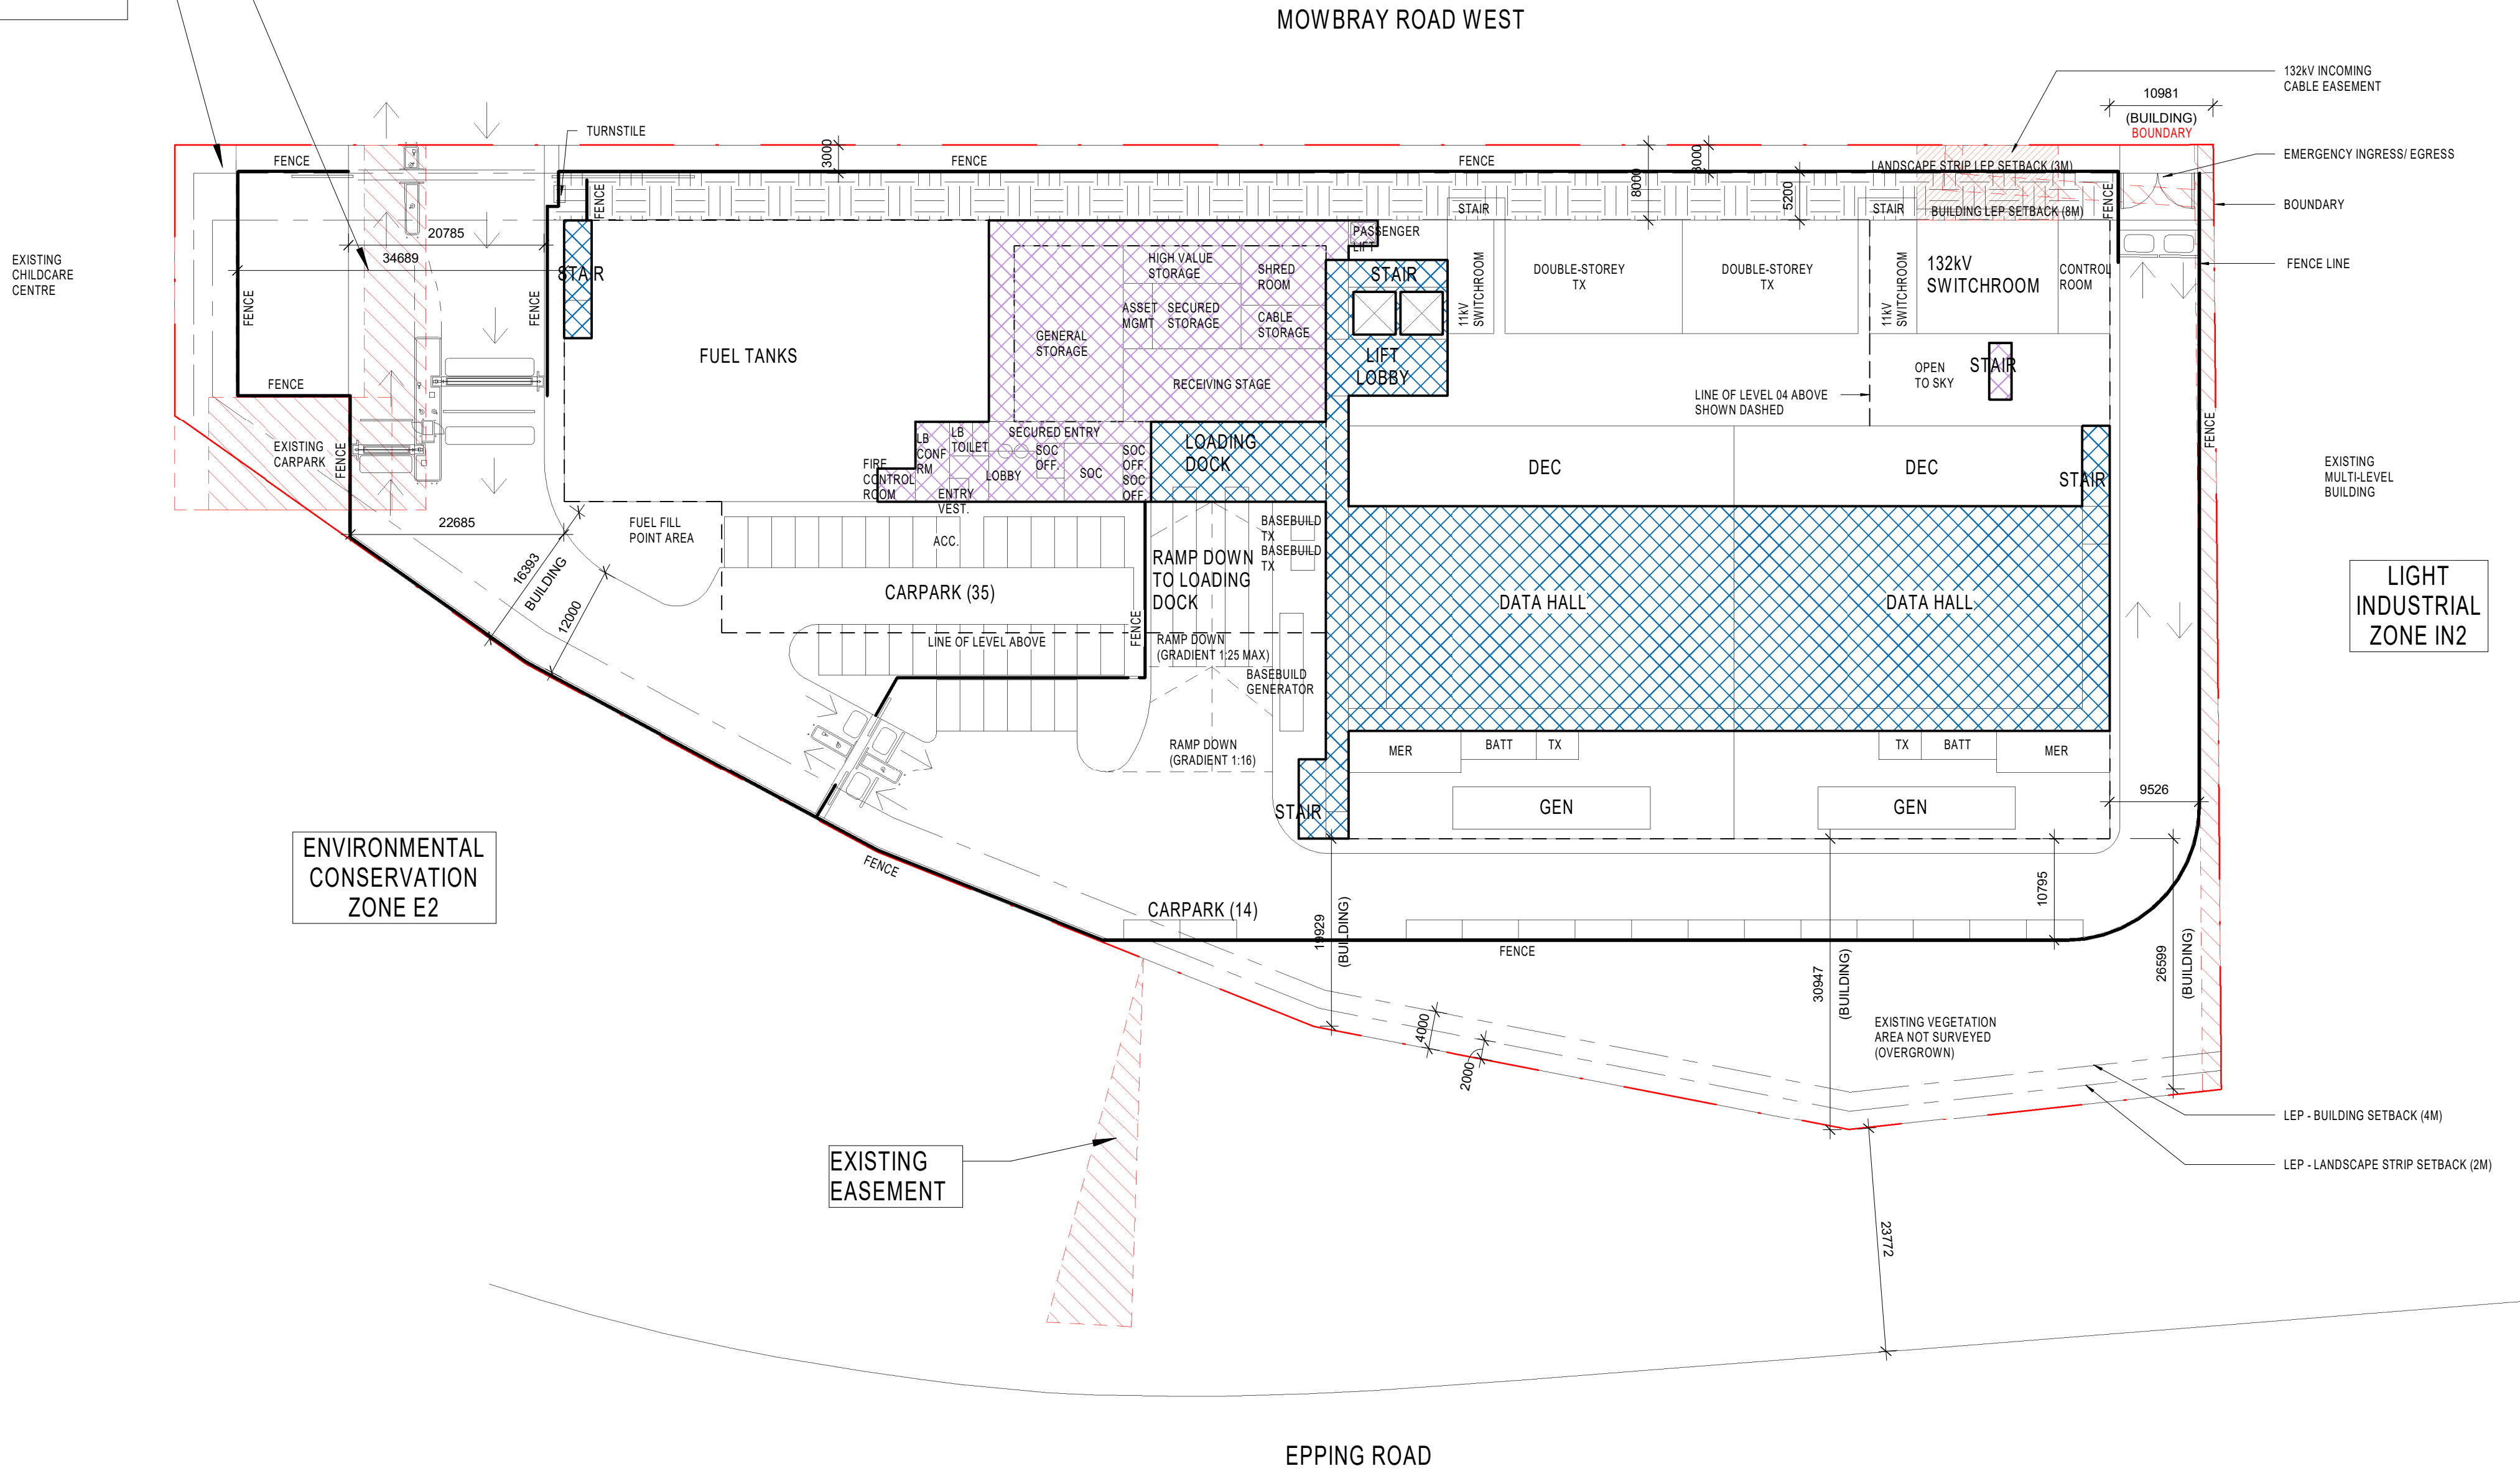 MOWBRAY ROAD WEST
132kV INCOMING
CABLE EASEMENT
10981
(BUILDING)
BOUNDARY
EMERGENCY INGRESS/ EGRESS
BOUNDARY
FENCE LINE
TURNSTILE
FENCE
FENCE
FENCE
3000
8000
3000
5200
LANDSCAPE STRIP LEP SETBACK (3M)
BUILDING LEP SETBACK (8M)
FENCE
FENCE
STAIR
STAIR
20785
34689
EXISTING
CHILDCARE
CENTRE
FENCE
FENCE
FENCE
FENCE
EXISTING
CARPARK
STAIR
FUEL TANKS
HIGH VALUE
STORAGE
SHRED
ROOM
ASSET
MGMT
SECURED
STORAGE
CABLE
STORAGE
GENERAL
STORAGE
RECEIVING STAGE
PASSENGER
LIFT
STAIR
LIFT
LOBBY
11kV
SWITCHROOM
DOUBLE-STOREY
TX
DOUBLE-STOREY
TX
11kV
SWITCHROOM
132kV
SWITCHROOM
CONTROL
ROOM
OPEN
TO SKY
STAIR
LINE OF LEVEL 04 ABOVE
SHOWN DASHED
FENCE
LB
CONF
RM
LB
TOILET
SECURED ENTRY
SOC
OFF.
SOC
SOC
OFF.
SOC
OFF.
LOBBY
FIRE
CONTROL
ROOM
ENTRY
VEST.
LOADING
DOCK
DEC
DEC
STAIR
EXISTING
MULTI-LEVEL
BUILDING
22685
16393
BUILDING
12000
FUEL FILL
POINT AREA
ACC.
CARPARK (35)
LINE OF LEVEL ABOVE
FENCE
BASEBUILD
TX
BASEBUILD
TX
RAMP DOWN
TO LOADING
DOCK
RAMP DOWN
(GRADIENT 1:25 MAX)
BASEBUILD
GENERATOR
RAMP DOWN
(GRADIENT 1:16)
DATA HALL
DATA HALL
LIGHT
INDUSTRIAL
ZONE IN2
MER
BATT
TX
TX
BATT
MER
STAIR
GEN
GEN
9526
ENVIRONMENTAL
CONSERVATION
ZONE E2
FENCE
CARPARK (14)
FENCE
19929
(BUILDING)
30947
(BUILDING)
10795
26599
(BUILDING)
4000
2000
EXISTING VEGETATION
AREA NOT SURVEYED
(OVERGROWN)
LEP - BUILDING SETBACK (4M)
LEP - LANDSCAPE STRIP SETBACK (2M)
EXISTING
EASEMENT
23772
EPPING ROAD